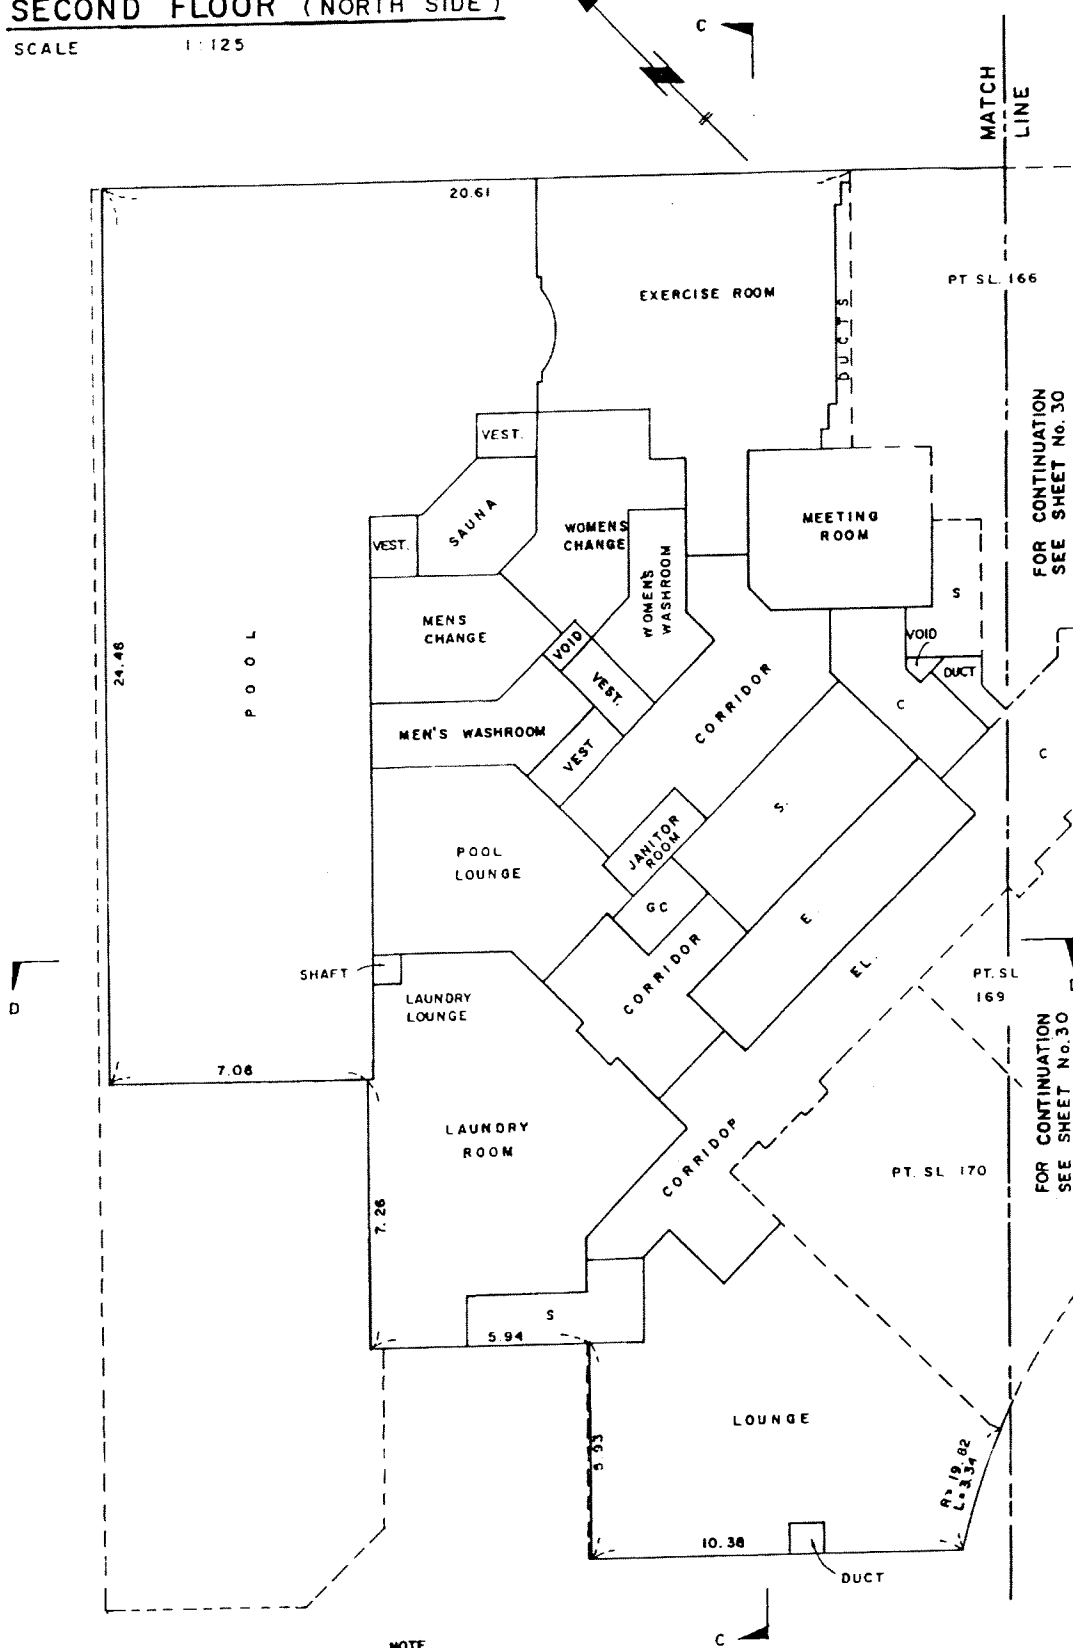 SECOND FLOOR (NORTH SIDE)
SCALE 1:125
C
MATCH
LINE
20.61
EXERCISE ROOM
PT SL. 166
DUCTS
FOR CONTINUATION
SEE SHEET No. 30
VEST.
SAUNA
VEST.
WOMENS
CHANGE
WOMEN'S
WASHROOM
MEETING
ROOM
S
MENS
CHANGE
VOID
VEST.
VOID
DUCT
24.48
POOL
CORRIDOR
C
MEN'S WASHROOM
VEST
C
S.
JANITOR
ROOM
POOL
LOUNGE
GC
E.
EL.
CORRIDOR
SHAFT
D
LAUNDRY
LOUNGE
PT. SL
169
D
7.08
FOR CONTINUATION
SEE SHEET No. 30
LAUNDRY
ROOM
CORRIDOR
PT. SL 170
7.26
S
5.94
LOUNGE
5.93
R= 19.82
L= 3.34
10.38
DUCT
NOTE
C